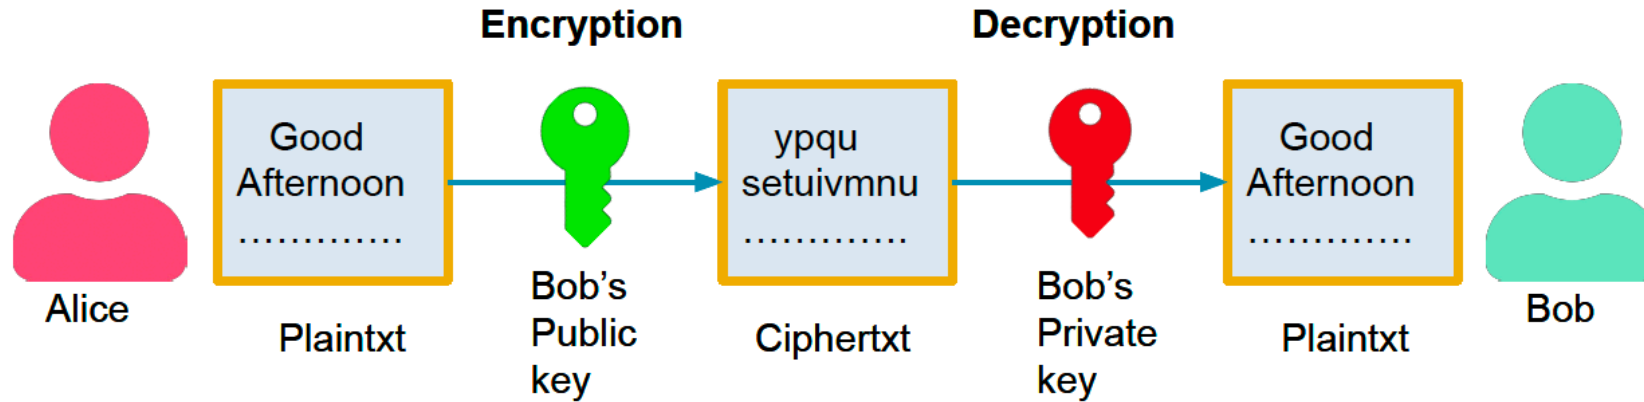 Encryption
Decryption
Good
Afternoon
.............
ypqu
setuivmnu
.............
Good
Afternoon
.............
Alice
Plaintxt
Bob’s
Public
key
Ciphertxt
Bob’s
Private
key
Plaintxt
Bob